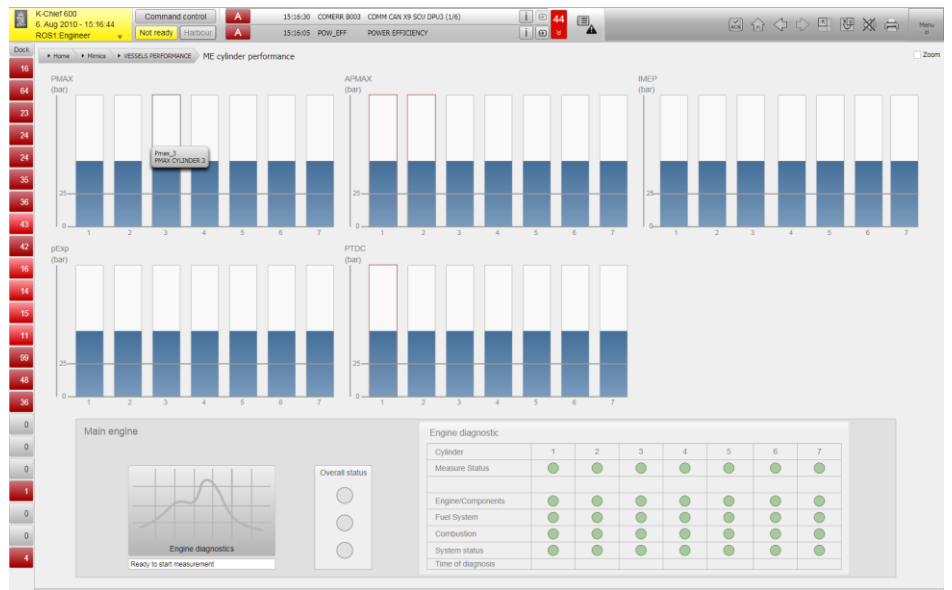 K-Chief 600
6. Aug 2010 - 15:16:44
ROS1:Engineer
Command control
Not ready
Harbour
A
15:16:30 COMERR 8003 COMM CAN X9 SCU DPU3 (1/6)
A
15:16:05 POW_EFF POWER EFFICIENCY
i
i
44
Menu
Dock
Home
Mimics
VESSELS PERFORMANCE
ME cylinder performance
Zoom
16
64
23
24
24
35
36
43
42
16
14
15
11
99
48
36
0
0
0
1
0
0
4
PMAX
(bar)
25
0
1 2 3 4 5 6 7
Pmax_3
PMAX CYLINDER 3
APMAX
(bar)
25
0
1 2 3 4 5 6 7
IMEP
(bar)
25
0
1 2 3 4 5 6 7
pExp
(bar)
25
0
1 2 3 4 5 6 7
PTDC
(bar)
25
0
1 2 3 4 5 6 7
Main engine
Engine diagnostics
Ready to start measurement
Overall status
Engine diagnostic
Cylinder 1 2 3 4 5 6 7
Measure Status
Engine/Components
Fuel System
Combustion
System status
Time of diagnosis